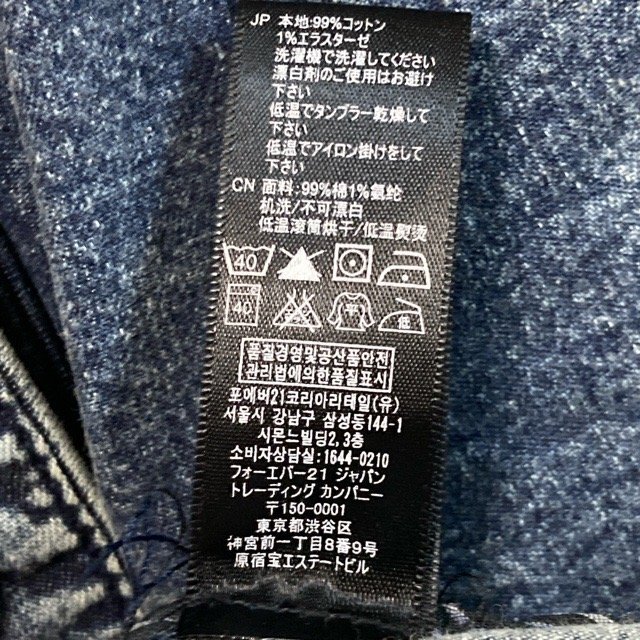 JP 本地:99%コットン
1%エラスターゼ
洗濯機で洗濯してください
漂白剤のご使用はお避け
下さい
低温でタンブラー乾燥して
下さい
低温でアイロン掛けをして
下さい
CN 面料:99%棉1%氨纶
机洗/不可漂白
低温滚筒烘干/低温熨烫
40
40 低
품질경영및공산품안전
관리법에의한품질표시
포에버21코리아리테일(유)
서울시 강남구 삼성동144-1
시몬느빌딩2,3층
소비자상담실:1644-0210
フォーエバー21 ジャパン
トレーディング カンパニー
〒150-0001
東京都渋谷区
神宮前一丁目8番9号
原宿宝エステートビル